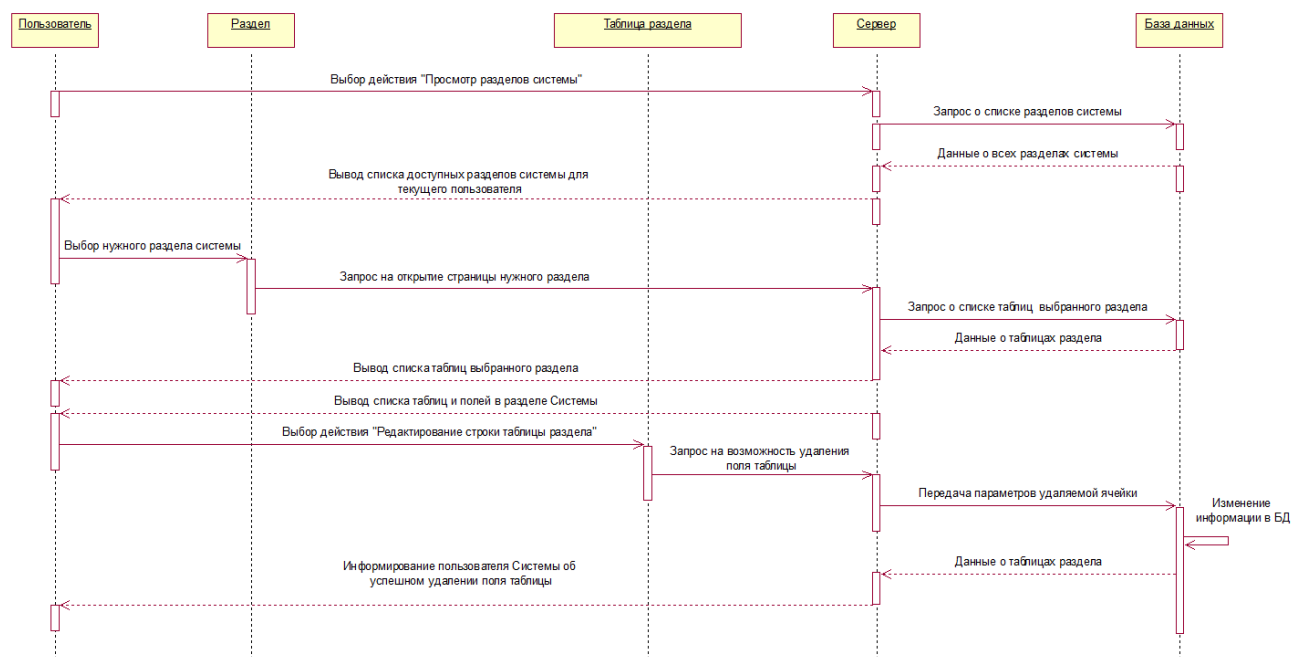 Пользователь
Раздел
Таблица раздела
Сервер
База данных
Выбор действия "Просмотр разделов системы"
Запрос о списке разделов системы
Данные о всех разделах системы
Вывод списка доступных разделов системы для
текущего пользователя
Выбор нужного раздела системы
Запрос на открытие страницы нужного раздела
Запрос о списке таблиц выбранного раздела
Данные о таблицах раздела
Вывод списка таблиц выбранного раздела
Вывод списка таблиц и полей в разделе Системы
Выбор действия "Редактирование строки таблицы раздела"
Запрос на возможность удаления
поля таблицы
Передача параметров удаляемой ячейки
Изменение
информации в БД
Данные о таблицах раздела
Информирование пользователя Системы об
успешном удалении поля таблицы